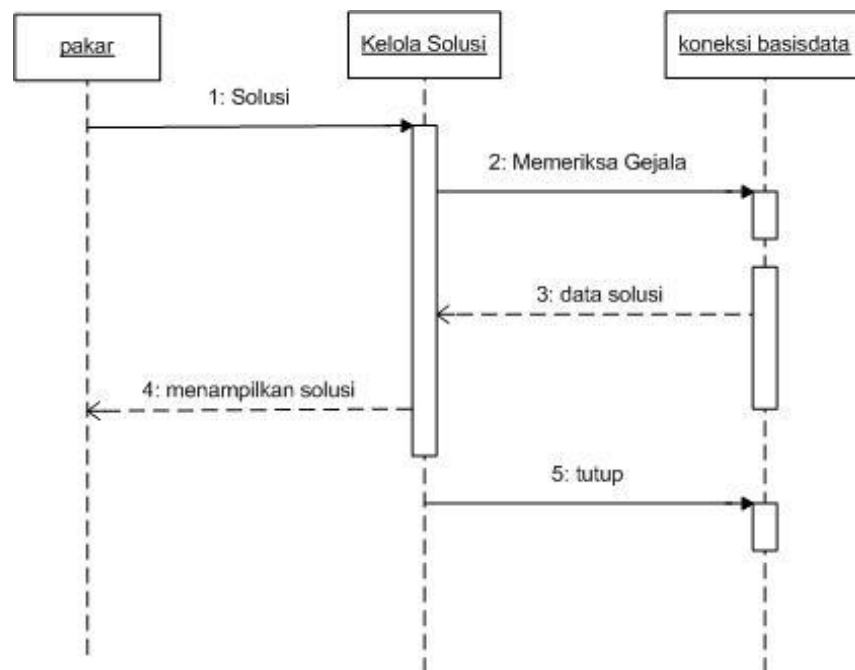 pakar
Kelola Solusi
koneksi basisdata
1: Solusi
2: Memeriksa Gejala
3: data solusi
4: menampilkan solusi
5: tutup